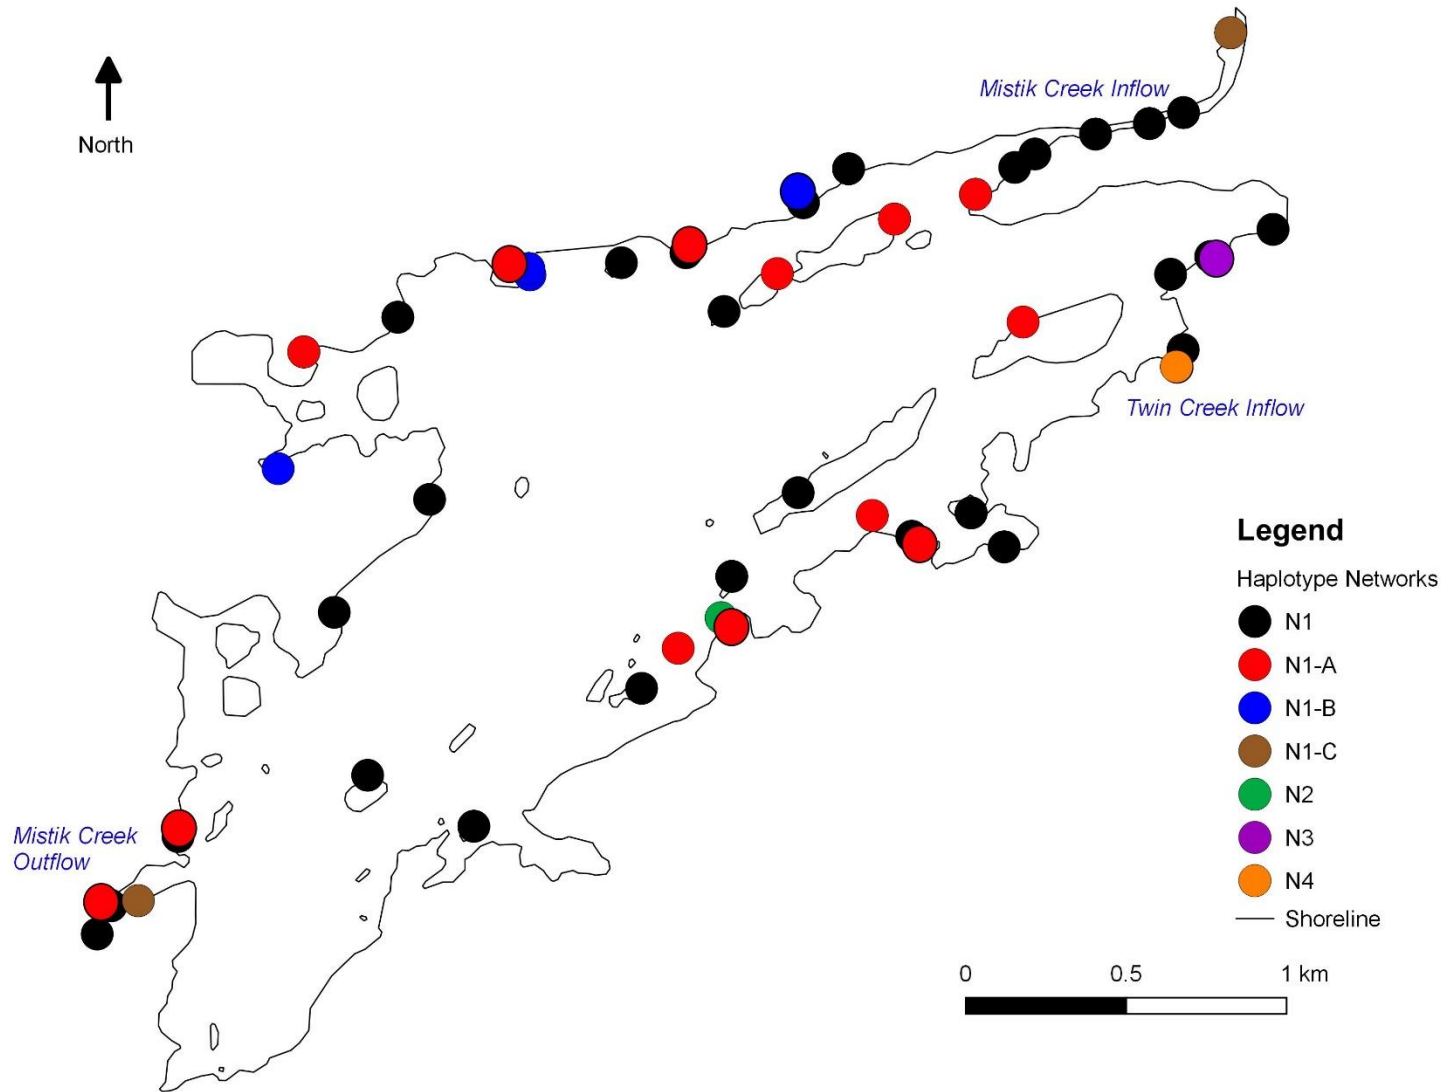 Mistik Creek Inflow
North
Twin Creek Inflow
Legend
Haplotype Networks
N1
N1-A
N1-B
N1-C
N2
N3
N4
Shoreline
Mistik Creek
Outflow
0 0.5 1 km